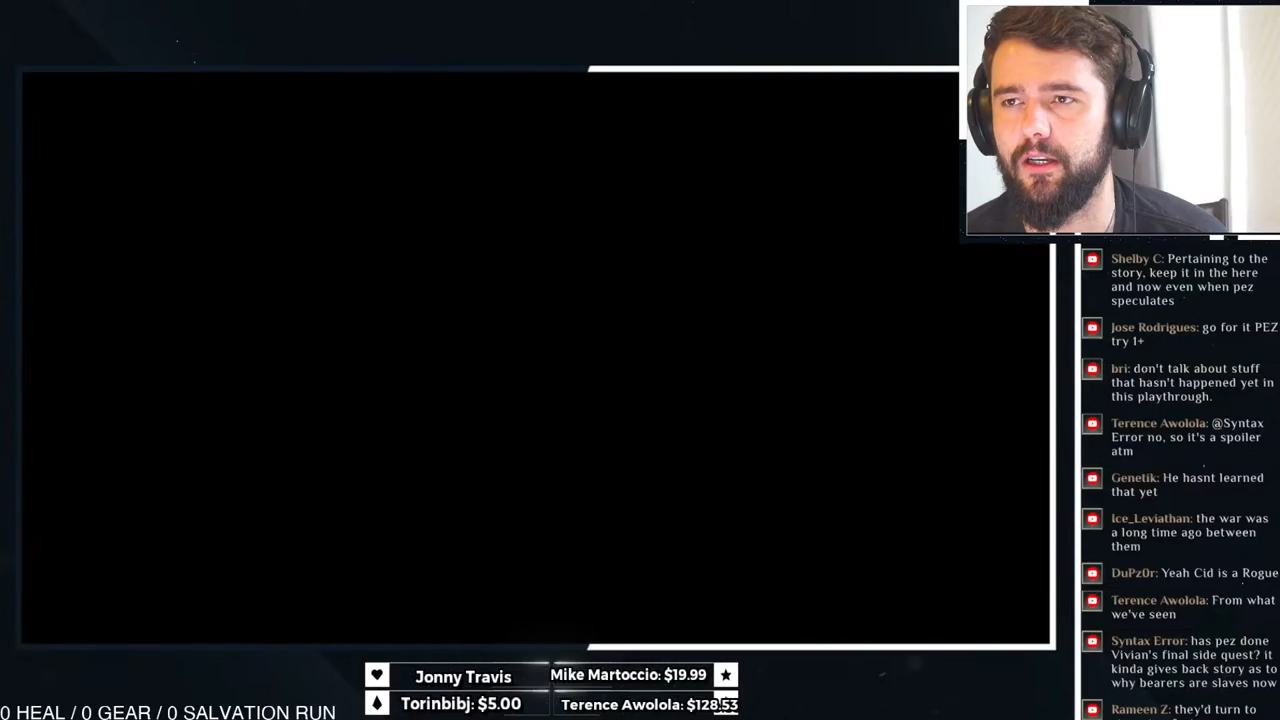 Shelby C: Pertaining to the
story, keep it in the here
and now even when pez
speculates
Jose Rodrigues: go for it PEZ
try 1+
bri: don't talk about stuff
that hasn't happened yet in
this playthrough.
Terence Awolola: @Syntax
Error no, so it's a spoiler
atm
Genetik: He hasnt learned
that yet
Ice_Leviathan: the war was
a long time ago between
them
DuPz0r: Yeah Cid is a Rogue
Terence Awolola: From what
we've seen
Syntax Error: has pez done
Vivian's final side quest? it
kinda gives back story as to
why bearers are slaves now
Rameen Z: they'd turn to
Jonny Travis
Mike Martoccio: $19.99
Torinbibj: $5.00
Terence Awolola: $128.53
0 HEAL / 0 GEAR / 0 SALVATION RUN